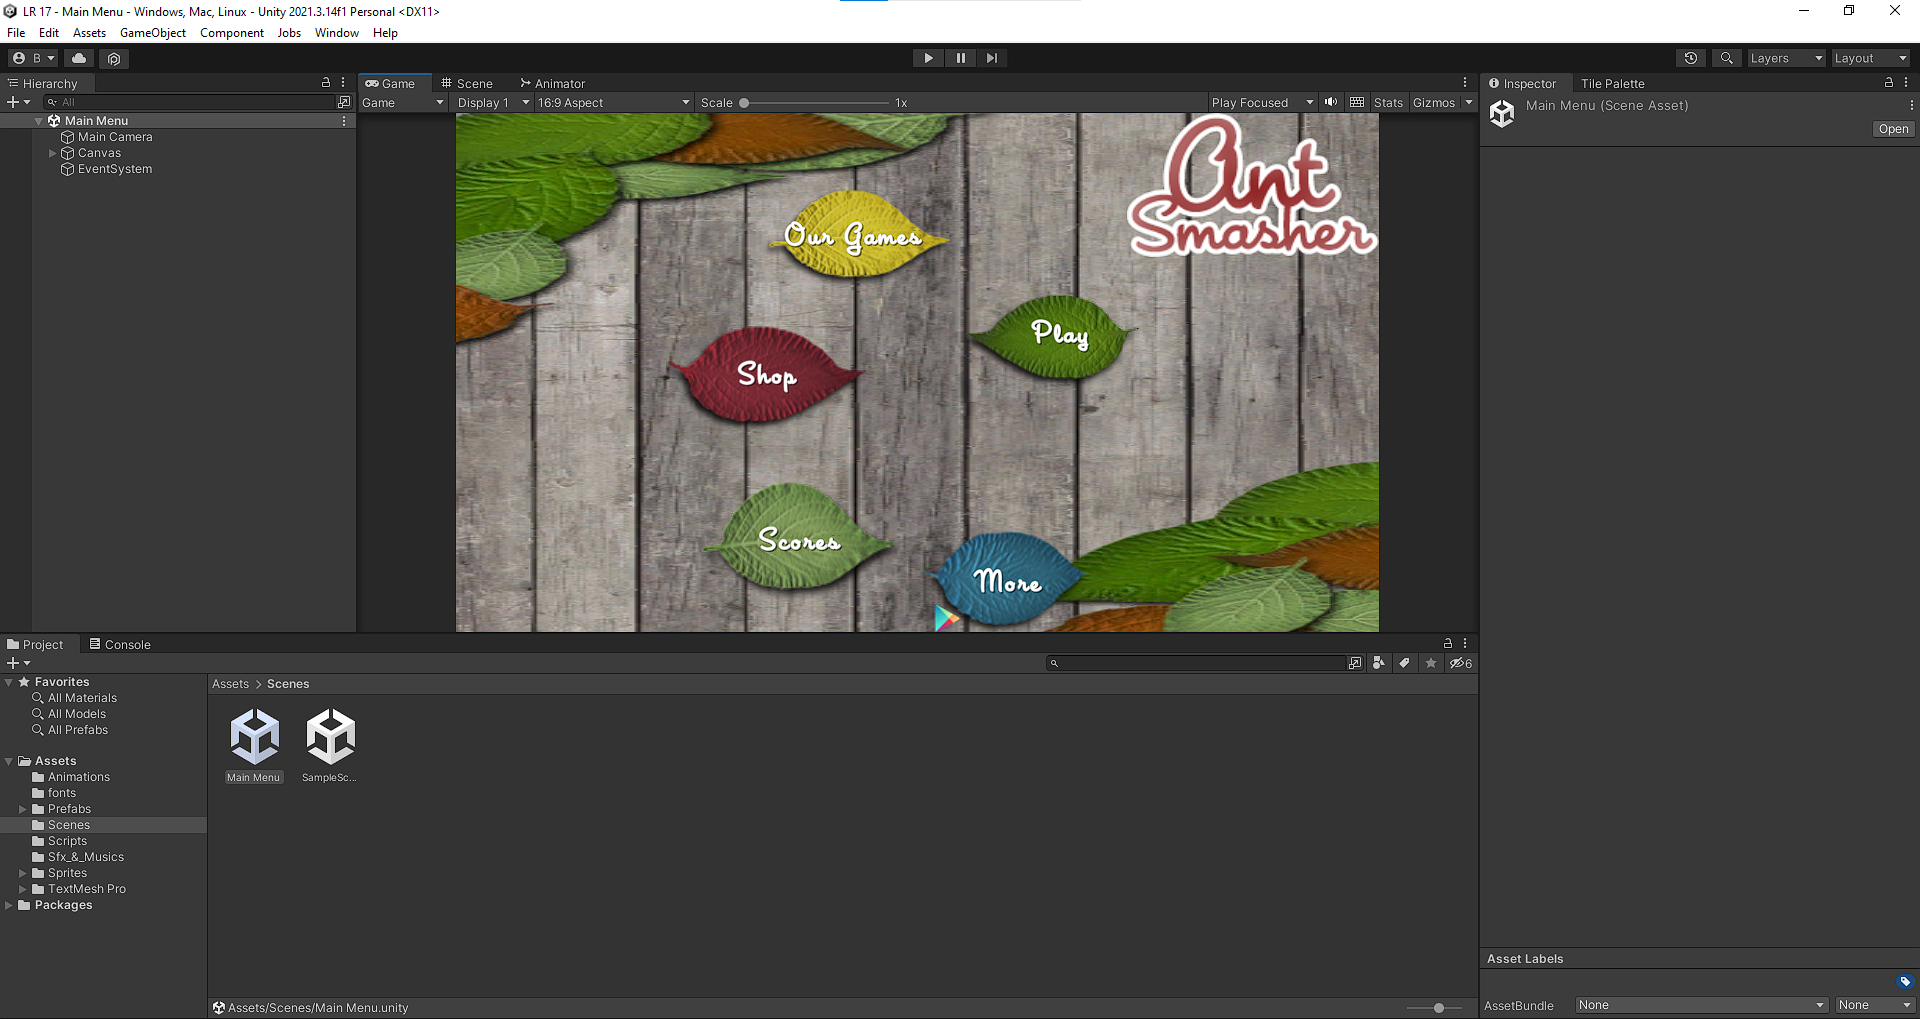 LR 17 - Main Menu - Windows, Mac, Linux - Unity 2021.3.14f1 Personal <DX11>
File Edit Assets GameObject Component Jobs Window Help
B
Layers Layout
Hierarchy
All
Main Menu
Main Camera
Canvas
EventSystem
Game Scene Animator
Game Display 1 16:9 Aspect Scale 1x Play Focused Stats Gizmos
Ant
Smasher
Our Games
Play
Shop
Scores
More
Inspector Tile Palette
Main Menu (Scene Asset)
Open
Project Console
6
Favorites
All Materials
All Models
All Prefabs
Assets
Animations
fonts
Prefabs
Scenes
Scripts
Sfx_&_Musics
Sprites
TextMesh Pro
Packages
Assets > Scenes
Main Menu SampleSc...
Assets/Scenes/Main Menu.unity
Asset Labels
AssetBundle None None